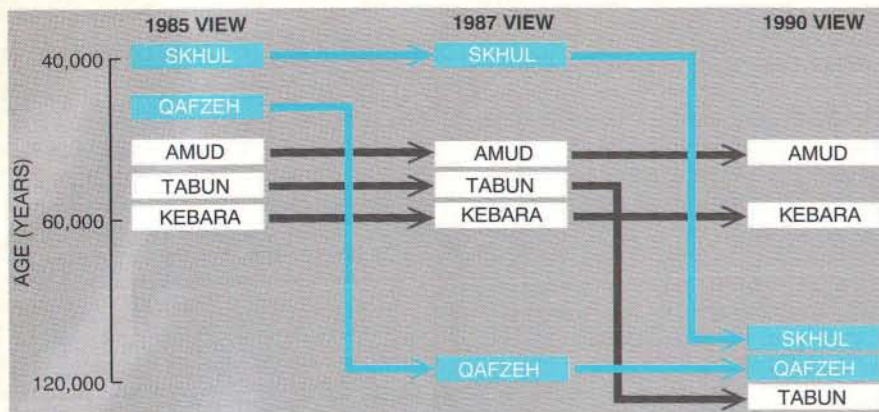 1985 VIEW 1987 VIEW 1990 VIEW
40,000 SKHUL SKHUL
QAFZEH
AMUD AMUD AMUD
TABUN TABUN
60,000 KEBARA KEBARA KEBARA
AGE (YEARS)
SKHUL
QAFZEH QAFZEH
120,000 TABUN